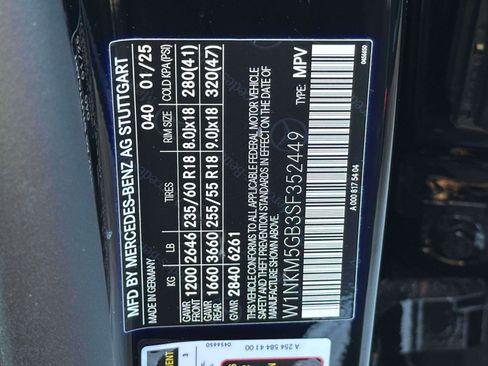 MFD. BY MERCEDES-BENZ AG STUTTGART
MADE IN GERMANY
040 01/25
KG LB TIRES RIM SIZE COLD KPA(PSI)
GAWR
FRONT 1200 2646 235/60 R18 8.0Jx18 280(41)
GAWR
REAR 1660 3660 255/55 R18 9.0Jx18 320(47)
GVWR 2840 6261
THIS VEHICLE CONFORMS TO ALL APPLICABLE FEDERAL MOTOR VEHICLE
SAFETY AND THEFT PREVENTION STANDARDS IN EFFECT ON THE DATE OF
MANUFACTURE SHOWN ABOVE.
W1NKM5GB3SF352449
TYPE: MPV
A 000 817 54 04
A 254 584 41 00